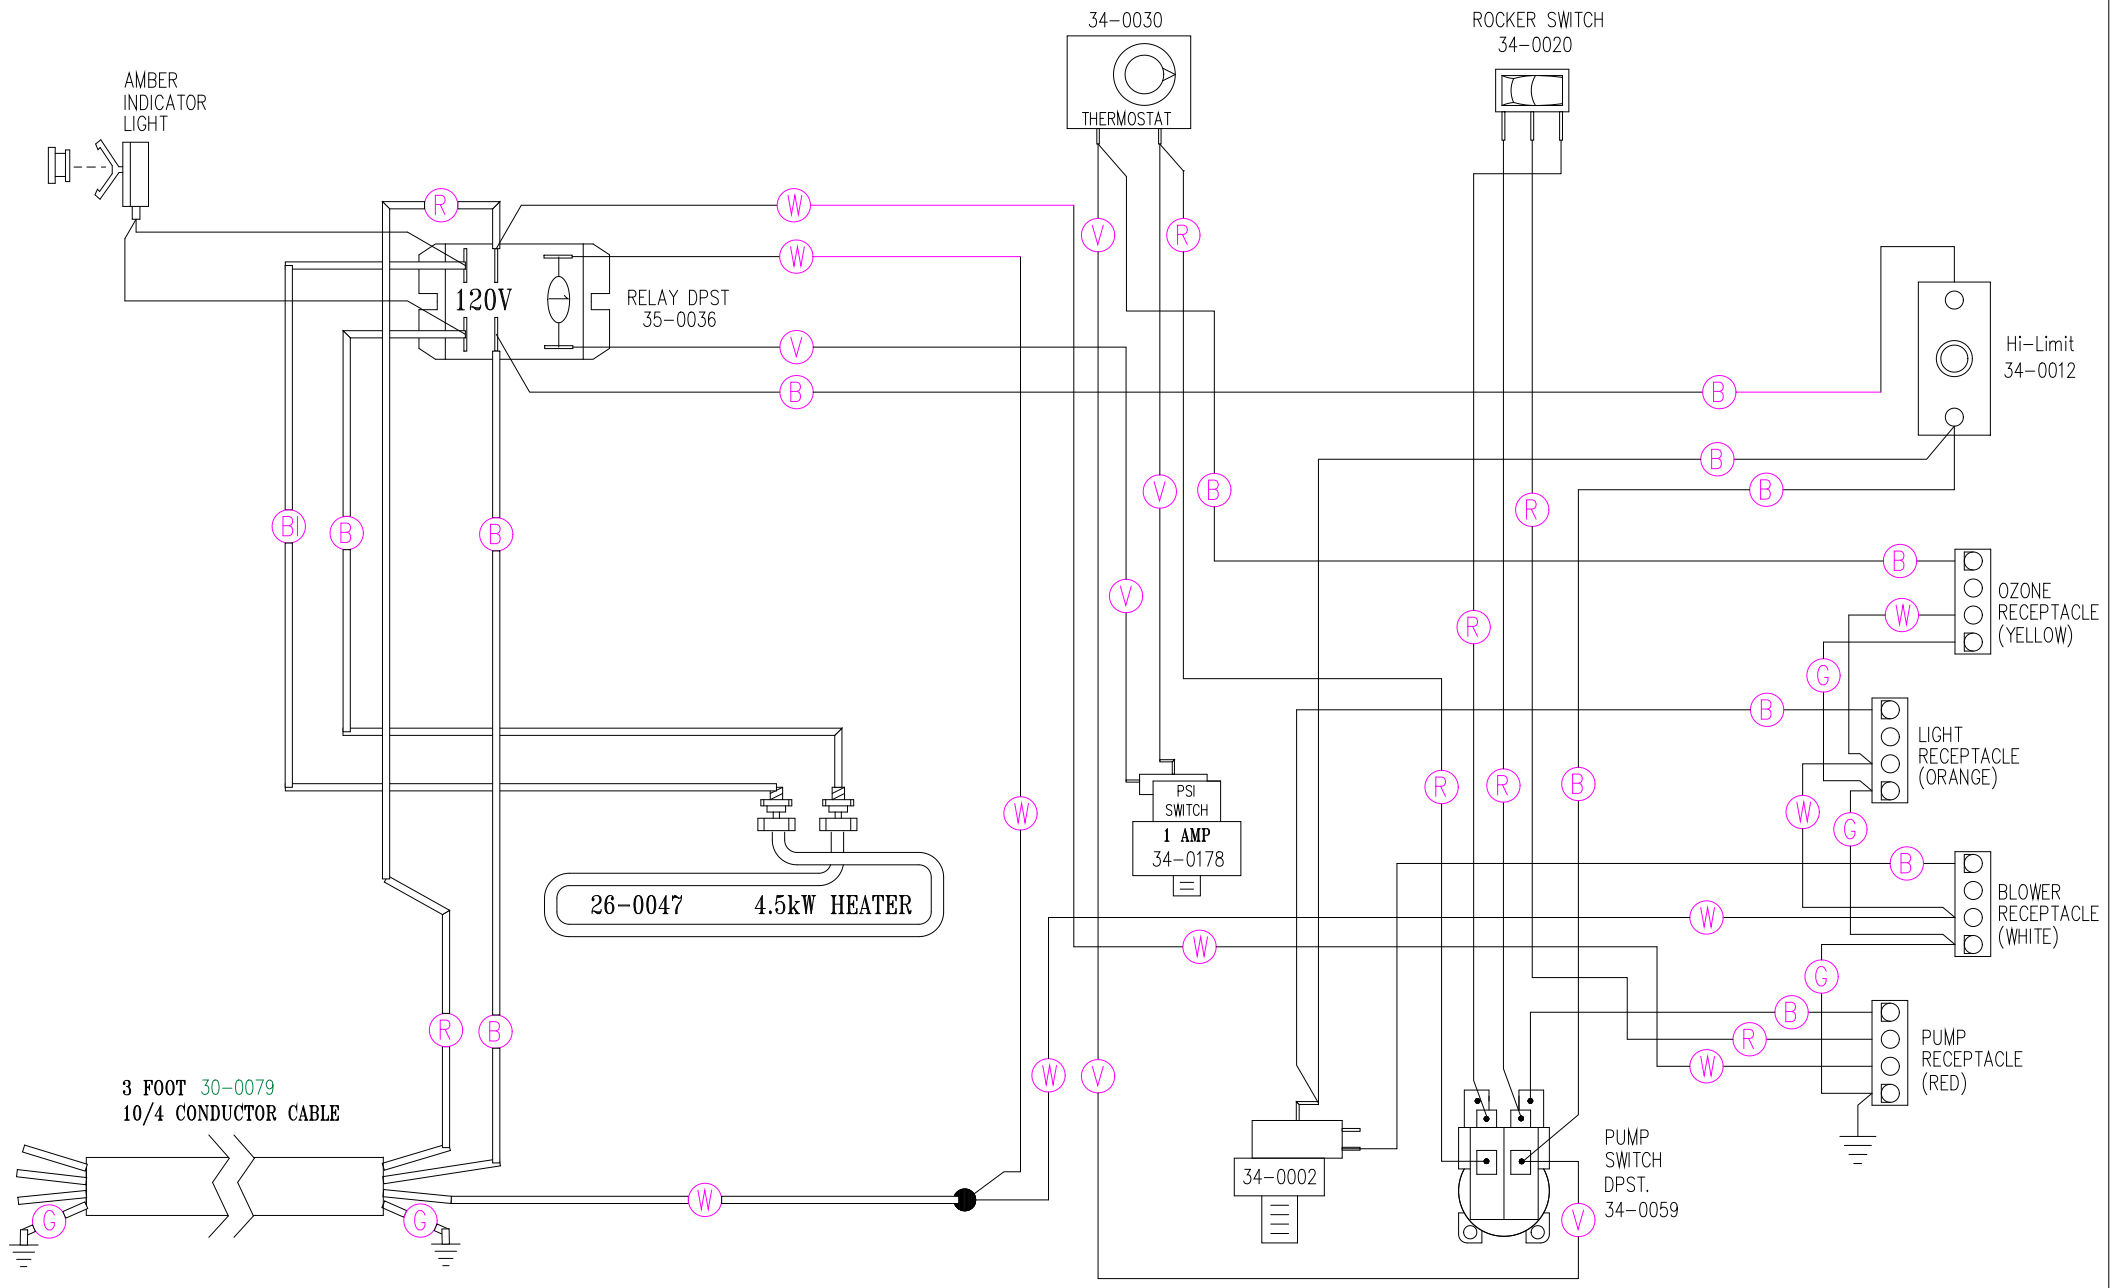 34-0030
THERMOSTAT
ROCKER SWITCH
34-0020
AMBER
INDICATOR
LIGHT
R
W
W
V
R
120V
RELAY DPST
35-0036
V
B
B
Hi-Limit
34-0012
B
B
V
B
R
Bl
B
B
V
R
B
W
OZONE
RECEPTACLE
(YELLOW)
G
B
LIGHT
RECEPTACLE
(ORANGE)
R
R
B
W
W
G
PSI
SWITCH
1 AMP
34-0178
B
26-0047 4.5kW HEATER
BLOWER
RECEPTACLE
(WHITE)
W
W
G
B
R
W
PUMP
RECEPTACLE
(RED)
R
B
W
V
3 FOOT 30-0079
10/4 CONDUCTOR CABLE
34-0002
PUMP
SWITCH
DPST.
34-0059
G
G
W
V